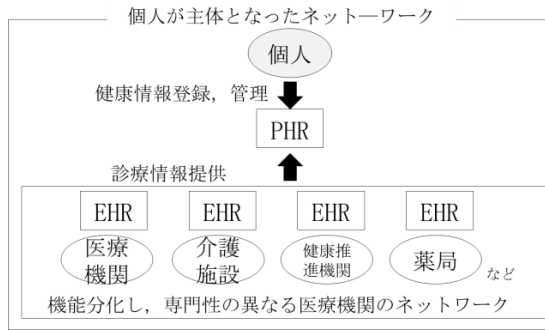 個人が主体となったネット―ワーク
個人
健康情報登録，管理
PHR
診療情報提供
EHR EHR EHR EHR
医療
機関
介護
施設
健康推
進機関
薬局
など
機能分化し，専門性の異なる医療機関のネットワーク